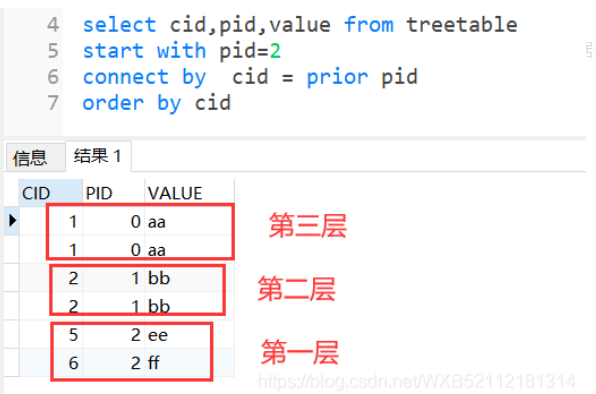 4 select cid,pid,value from treetable
5 start with pid=2
6 connect by  cid = prior pid
7 order by cid
信息 结果 1
CID PID VALUE
1 0 aa
第三层
1 0 aa
2 1 bb
第二层
2 1 bb
5 2 ee
第一层
6 2 ff
https://blog.csdn.net/WXB52112181314